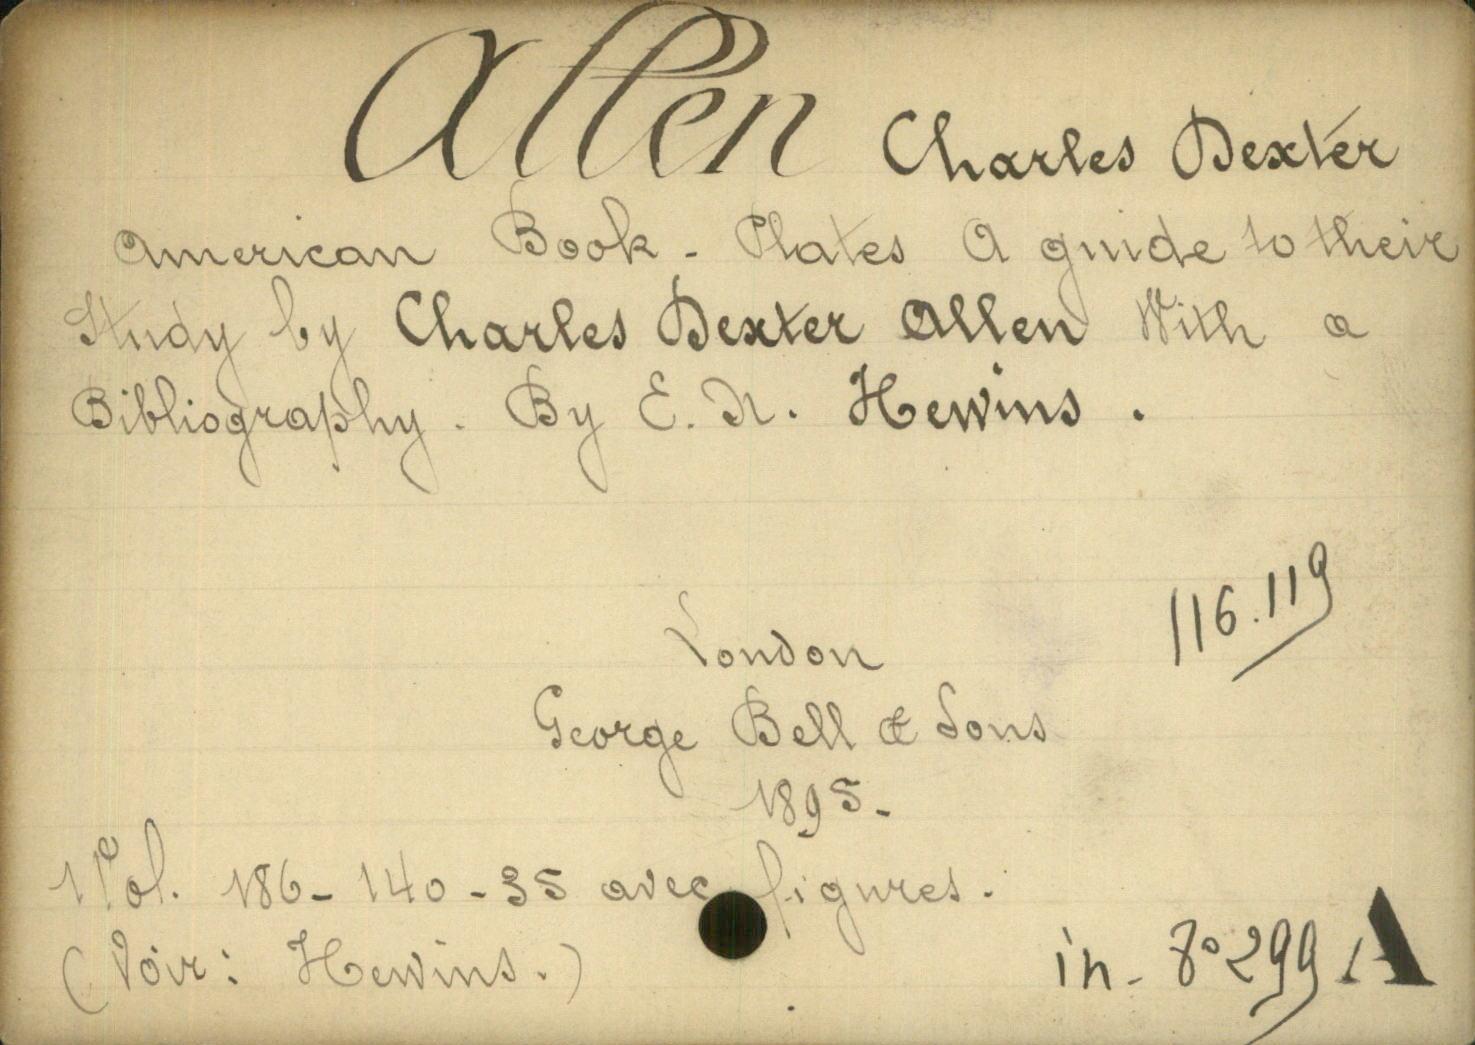 Allen Charles Dexter
American Book - Plates A guide to their
Study by Charles Dexter Allen With a
Bibliography. By E. N. Hewins.
116.119
London
George Bell & Sons
1895-
1 Vol. 186- 140 - 35 avec figures.
(Voir: Hewins.)
in- 8° 299 A